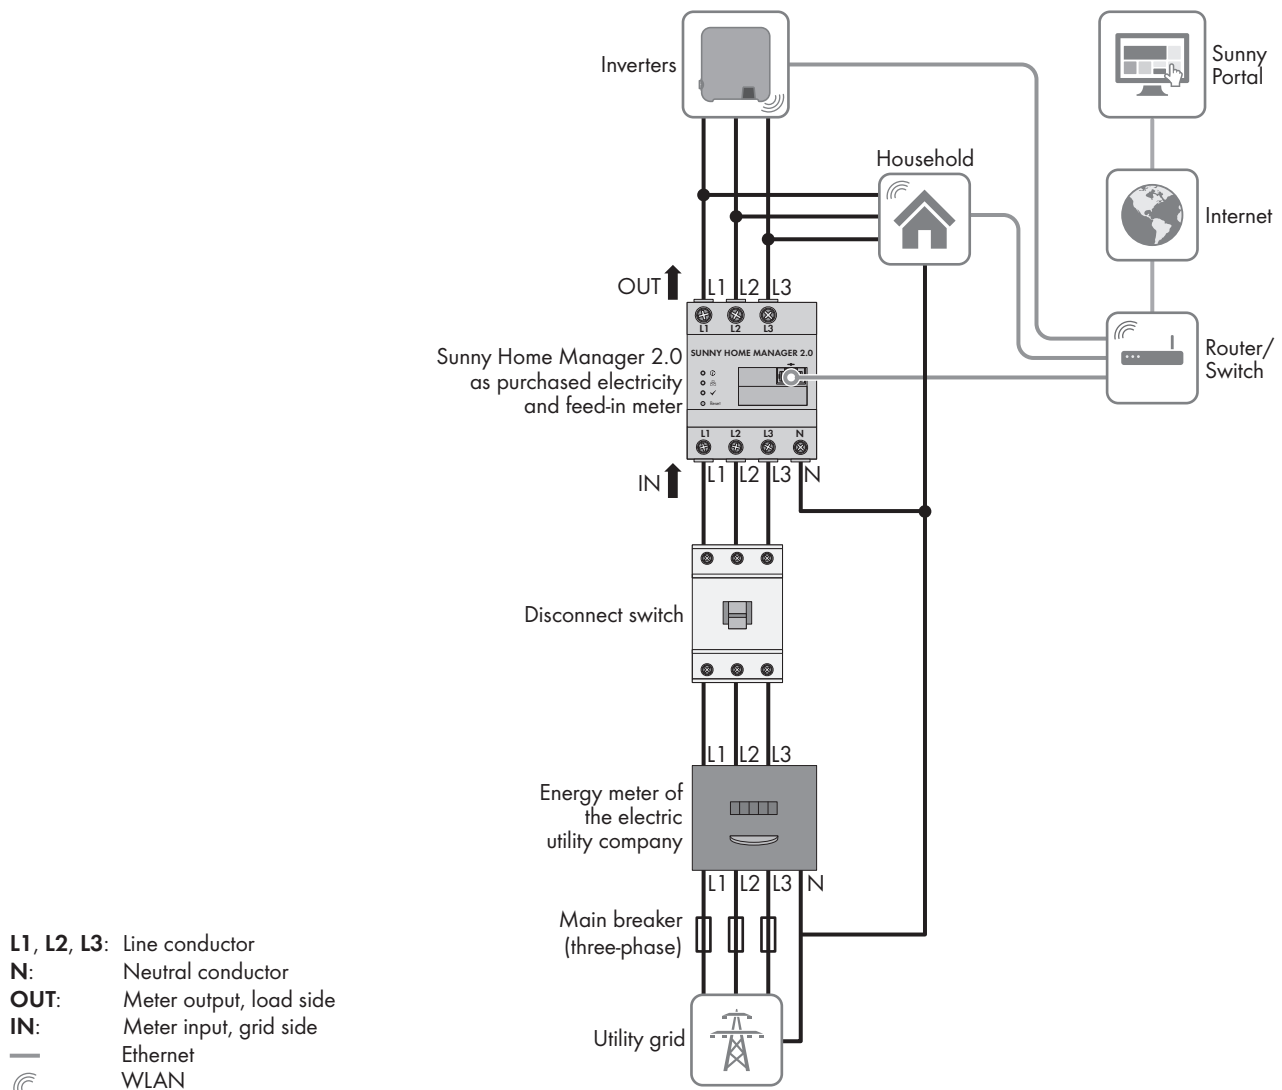 Inverters
Sunny
Portal
Household
Internet
OUT
L1 L2 L3
L1 L2 L3
Sunny Home Manager 2.0
as purchased electricity
and feed-in meter
SUNNY HOME MANAGER 2.0
Reset
Router/
Switch
L1 L2 L3 N
IN
L1 L2 L3 N
Disconnect switch
L1 L2 L3
Energy meter of
the electric
utility company
L1 L2 L3 N
Main breaker
(three-phase)
Utility grid
L1, L2, L3: Line conductor
N: Neutral conductor
OUT: Meter output, load side
IN: Meter input, grid side
Ethernet
WLAN